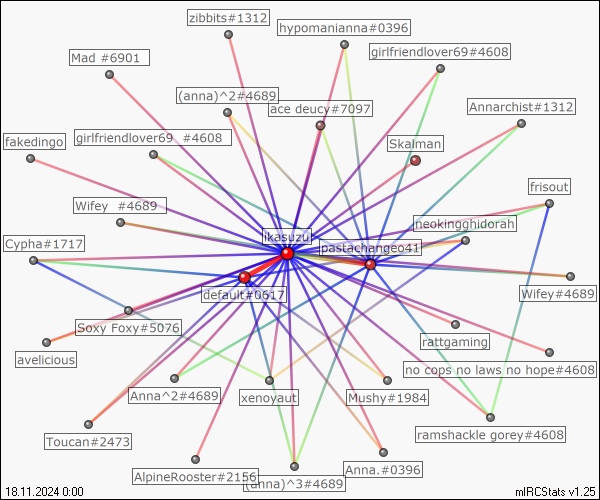 zibbits#1312
hypomanianna#0396
girlfriendlover69#4608
Mad #6901
(anna)^2#4689
ace deucy#7097
Annarchist#1312
fakedingo
girlfriendlover69 #4608
Skalman
frisout
Wifey #4689
neokingghidorah
ikasuzu
Cypha#1717
pastachangeo41
default#0617
Wifey#4689
Soxy Foxy#5076
rattgaming
avelicious
no cops no laws no hope#4608
Anna^2#4689
xenoyaut
Mushy#1984
ramshackle gorey#4608
Toucan#2473
AlpineRooster#2156
(anna)^3#4689
Anna.#0396
18.11.2024 0:00
mIRCStats v1.25